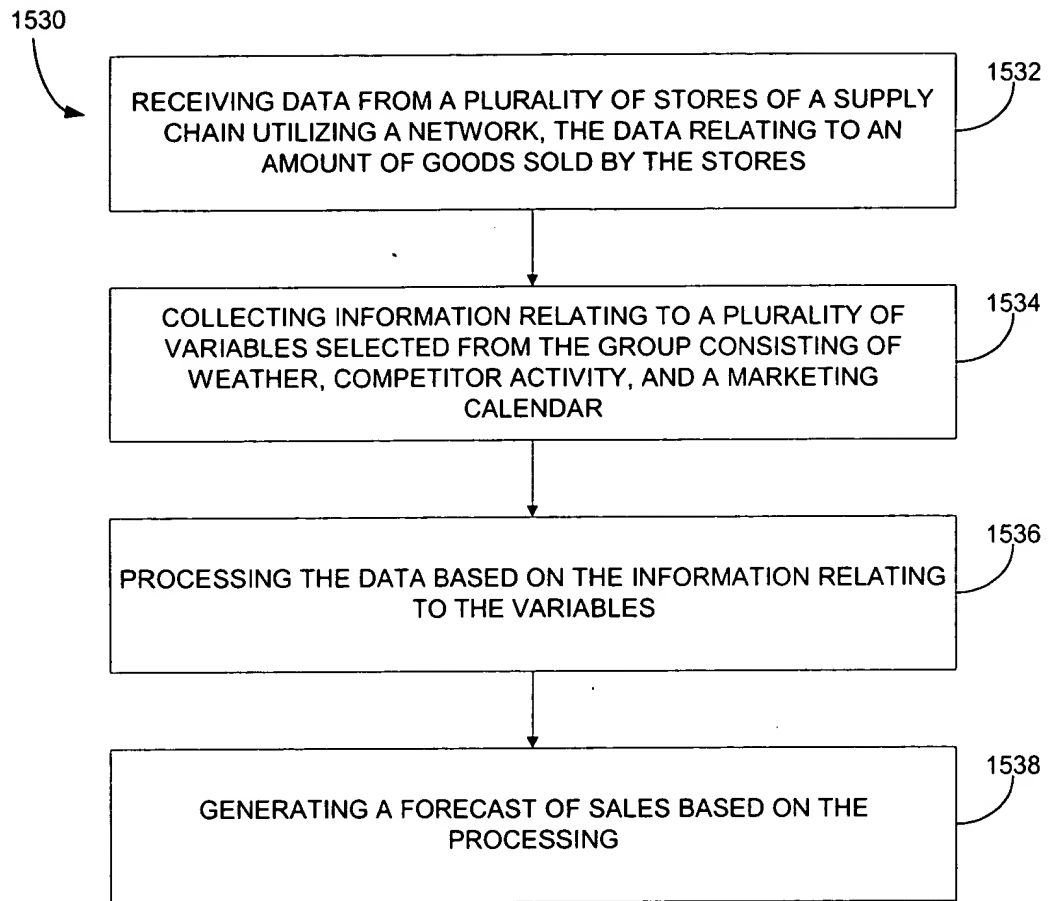 1530
1532
RECEIVING DATA FROM A PLURALITY OF STORES OF A SUPPLY
CHAIN UTILIZING A NETWORK, THE DATA RELATING TO AN
AMOUNT OF GOODS SOLD BY THE STORES
1534
COLLECTING INFORMATION RELATING TO A PLURALITY OF
VARIABLES SELECTED FROM THE GROUP CONSISTING OF
WEATHER, COMPETITOR ACTIVITY, AND A MARKETING
CALENDAR
1536
PROCESSING THE DATA BASED ON THE INFORMATION RELATING
TO THE VARIABLES
1538
GENERATING A FORECAST OF SALES BASED ON THE
PROCESSING